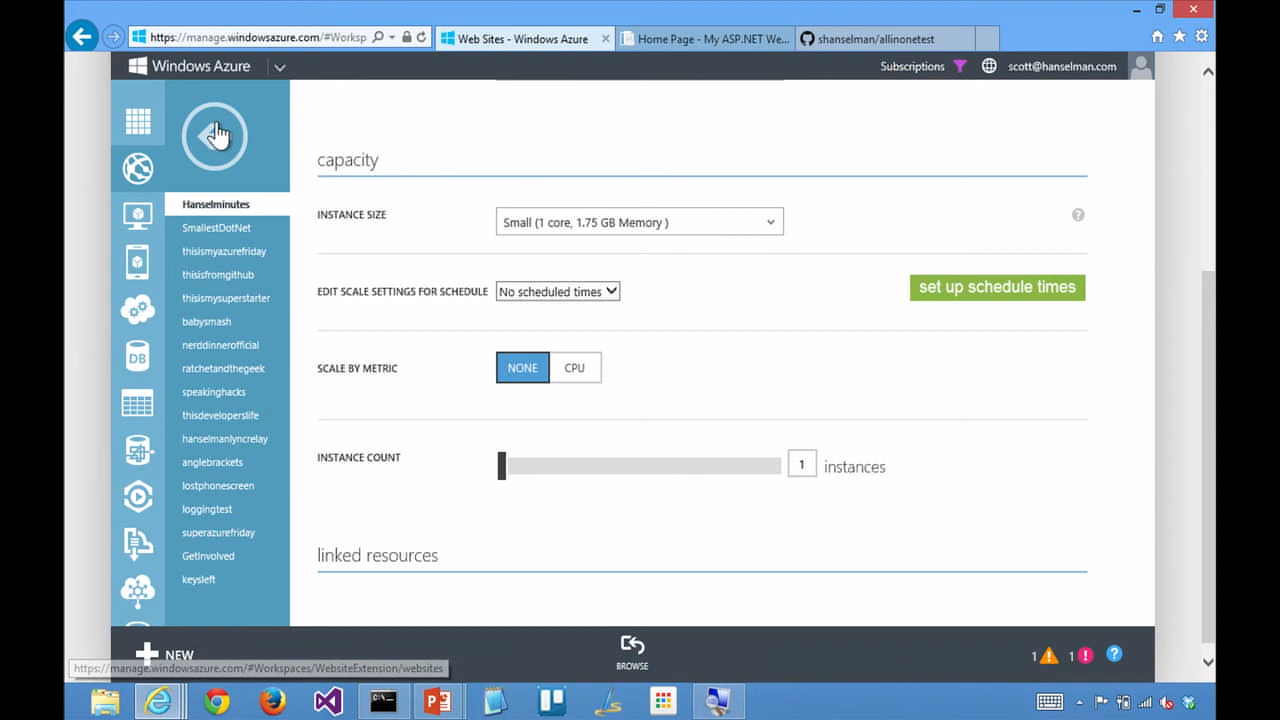 https://manage.windowsazure.com/#Worksp
Web Sites - Windows Azure
Home Page - My ASP.NET We...
shanselman/allinonetest
Windows Azure
Subscriptions
scott@hanselman.com
Hanselminutes
SmallestDotNet
thisismyazurefriday
thisisfromgithub
thisismysuperstarter
babysmash
nerddinnerofficial
ratchetandthegeek
speakinghacks
thisdeveloperslife
hanselmanlyncrelay
anglebrackets
lostphonescreen
loggingtest
superazurefriday
GetInvolved
keysleft
DB
capacity
INSTANCE SIZE
Small (1 core, 1.75 GB Memory )
?
EDIT SCALE SETTINGS FOR SCHEDULE
No scheduled times
set up schedule times
SCALE BY METRIC
NONE
CPU
INSTANCE COUNT
1
instances
linked resources
NEW
BROWSE
1
!
1
!
?
https://manage.windowsazure.com/#Workspaces/WebsiteExtension/websites